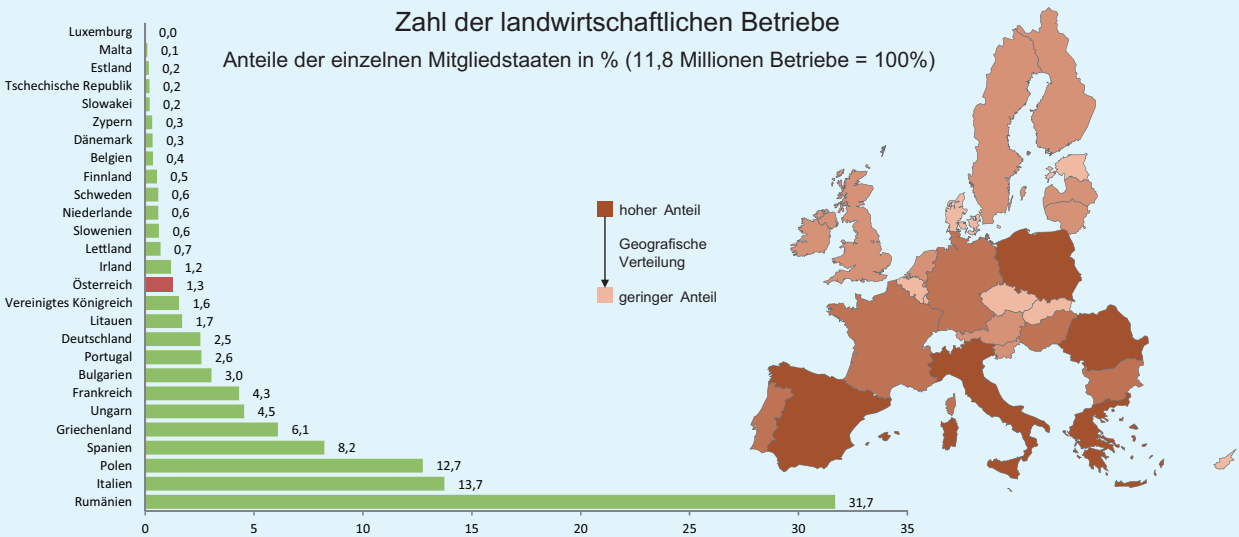 Zahl der landwirtschaftlichen Betriebe
Anteile der einzelnen Mitgliedstaaten in % (11,8 Millionen Betriebe = 100%)
Luxemburg 0,0
Malta 0,1
Estland 0,2
Tschechische Republik 0,2
Slowakei 0,2
Zypern 0,3
Dänemark 0,3
Belgien 0,4
Finnland 0,5
Schweden 0,6
Niederlande 0,6
Slowenien 0,6
Lettland 0,7
Irland 1,2
Österreich 1,3
Vereinigtes Königreich 1,6
Litauen 1,7
Deutschland 2,5
Portugal 2,6
Bulgarien 3,0
Frankreich 4,3
Ungarn 4,5
Griechenland 6,1
Spanien 8,2
Polen 12,7
Italien 13,7
Rumänien 31,7
0 5 10 15 20 25 30 35
hoher Anteil
Geografische
Verteilung
geringer Anteil